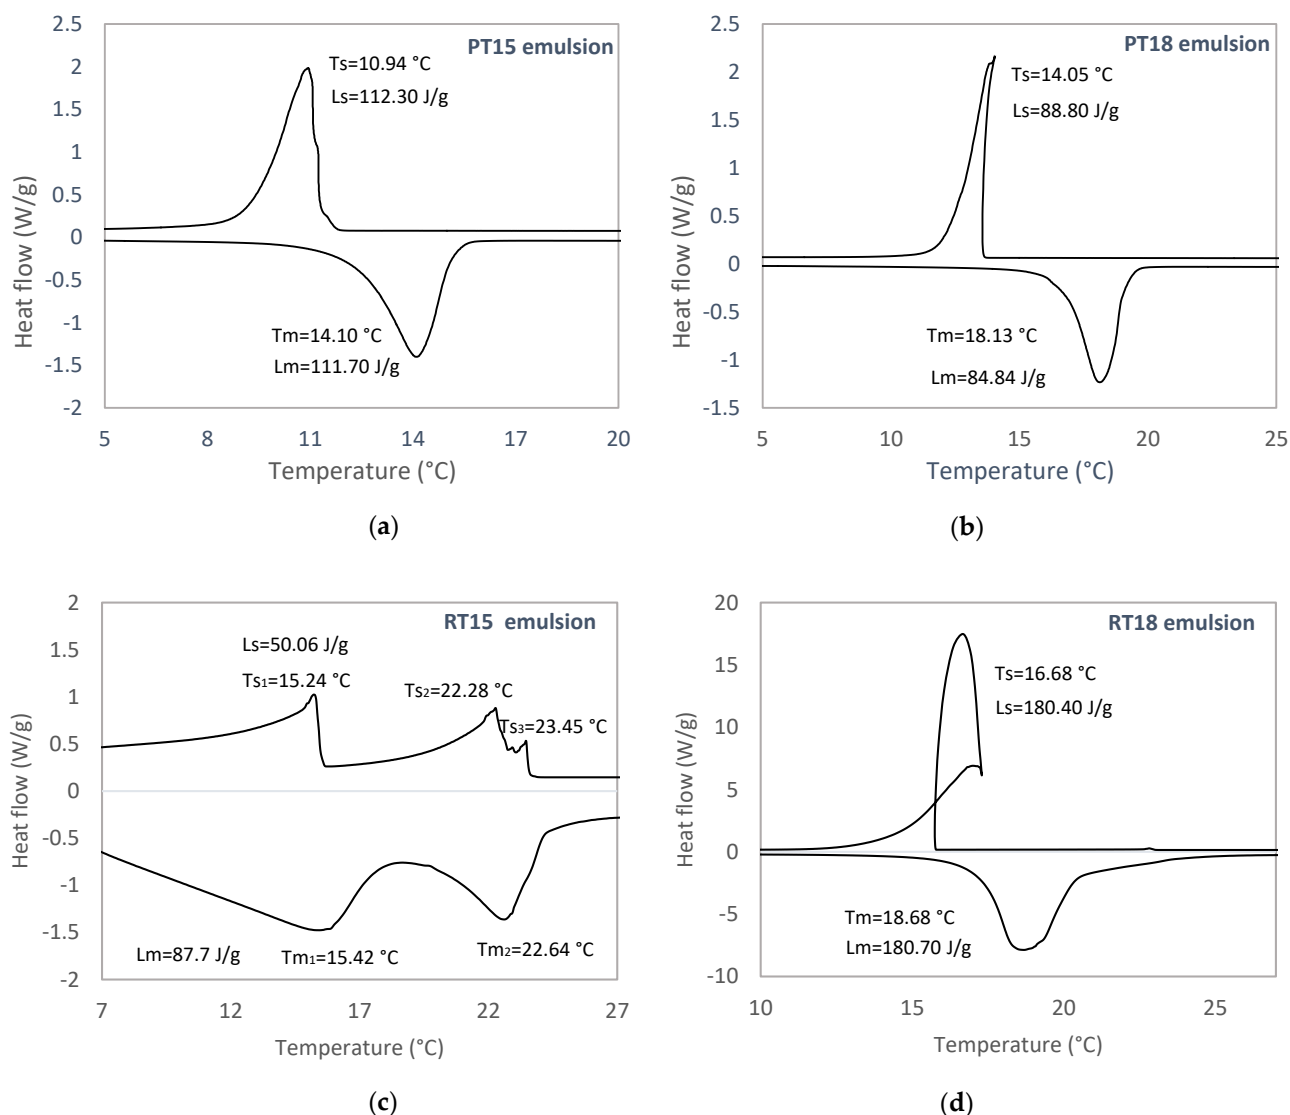 PT15 emulsion
Ts=10.94 °C
Ls=112.30 J/g
Tm=14.10 °C
Lm=111.70 J/g
2.5
2
1.5
1
0.5
0
-0.5
-1
-1.5
-2
Heat flow (W/g)
5 8 11 14 17 20
Temperature (°C)
(a)
PT18 emulsion
Ts=14.05 °C
Ls=88.80 J/g
Tm=18.13 °C
Lm=84.84 J/g
2.5
2
1.5
1
0.5
0
-0.5
-1
-1.5
Heat flow (W/g)
5 10 15 20 25
Temperature (°C)
(b)
RT15 emulsion
Ls=50.06 J/g
Ts1=15.24 °C
Ts2=22.28 °C
Ts3=23.45 °C
Lm=87.7 J/g
Tm1=15.42 °C
Tm2=22.64 °C
2
1.5
1
0.5
0
-0.5
-1
-1.5
-2
Heat flow (W/g)
7 12 17 22 27
Temperature (°C)
(c)
RT18 emulsion
Ts=16.68 °C
Ls=180.40 J/g
Tm=18.68 °C
Lm=180.70 J/g
20
15
10
5
0
-5
-10
Heat flow (W/g)
10 15 20 25
Temperature (°C)
(d)